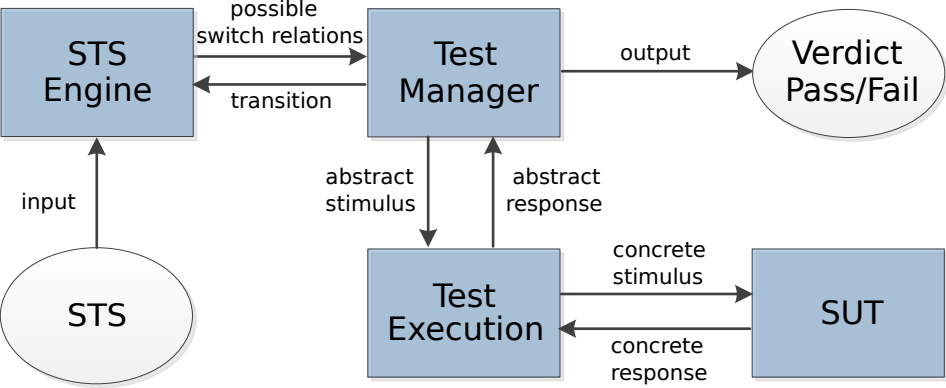 possible
switch relations
STS
Engine
transition
Test
Manager
output
Verdict
Pass/Fail
input
abstract
stimulus
abstract
response
STS
Test
Execution
concrete
stimulus
concrete
response
SUT